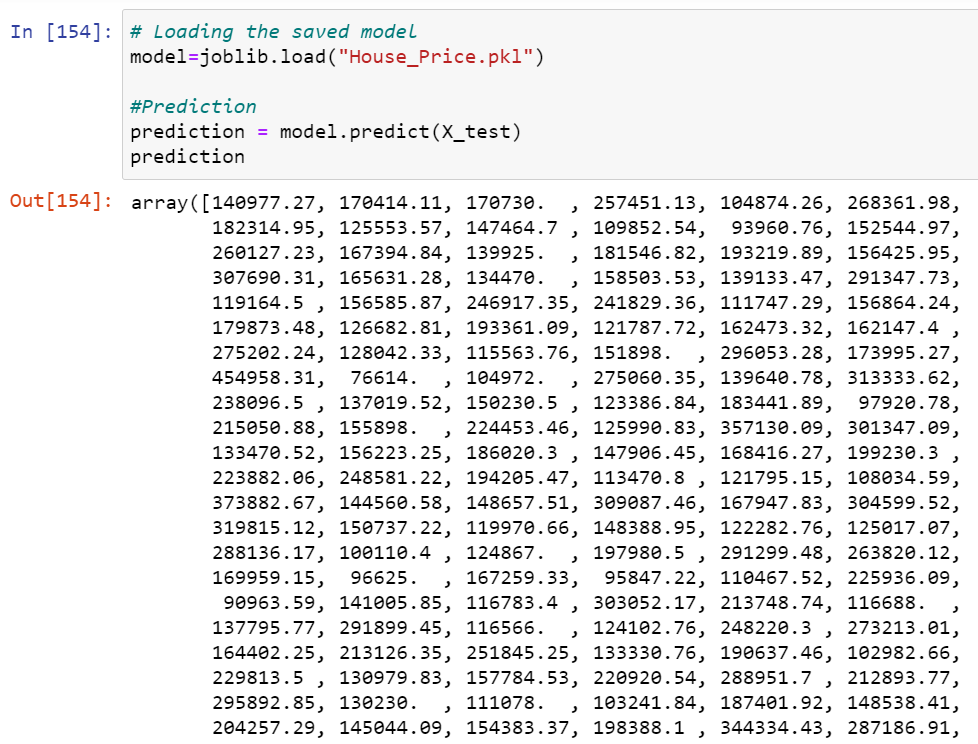 In [154]: # Loading the saved model
model=joblib.load("House_Price.pkl")
#Prediction
prediction = model.predict(X_test)
prediction
Out[154]: array([140977.27, 170414.11, 170730.  , 257451.13, 104874.26, 268361.98,
182314.95, 125553.57, 147464.7 , 109852.54,  93960.76, 152544.97,
260127.23, 167394.84, 139925.  , 181546.82, 193219.89, 156425.95,
307690.31, 165631.28, 134470.  , 158503.53, 139133.47, 291347.73,
119164.5 , 156585.87, 246917.35, 241829.36, 111747.29, 156864.24,
179873.48, 126682.81, 193361.09, 121787.72, 162473.32, 162147.4 ,
275202.24, 128042.33, 115563.76, 151898.  , 296053.28, 173995.27,
454958.31,  76614.  , 104972.  , 275060.35, 139640.78, 313333.62,
238096.5 , 137019.52, 150230.5 , 123386.84, 183441.89,  97920.78,
215050.88, 155898.  , 224453.46, 125990.83, 357130.09, 301347.09,
133470.52, 156223.25, 186020.3 , 147906.45, 168416.27, 199230.3 ,
223882.06, 248581.22, 194205.47, 113470.8 , 121795.15, 108034.59,
373882.67, 144560.58, 148657.51, 309087.46, 167947.83, 304599.52,
319815.12, 150737.22, 119970.66, 148388.95, 122282.76, 125017.07,
288136.17, 100110.4 , 124867.  , 197980.5 , 291299.48, 263820.12,
169959.15,  96625.  , 167259.33,  95847.22, 110467.52, 225936.09,
90963.59, 141005.85, 116783.4 , 303052.17, 213748.74, 116688.  ,
137795.77, 291899.45, 116566.  , 124102.76, 248220.3 , 273213.01,
164402.25, 213126.35, 251845.25, 133330.76, 190637.46, 102982.66,
229813.5 , 130979.83, 157784.53, 220920.54, 288951.7 , 212893.77,
295892.85, 130230.  , 111078.  , 103241.84, 187401.92, 148538.41,
204257.29, 145044.09, 154383.37, 198388.1 , 344334.43, 287186.91,